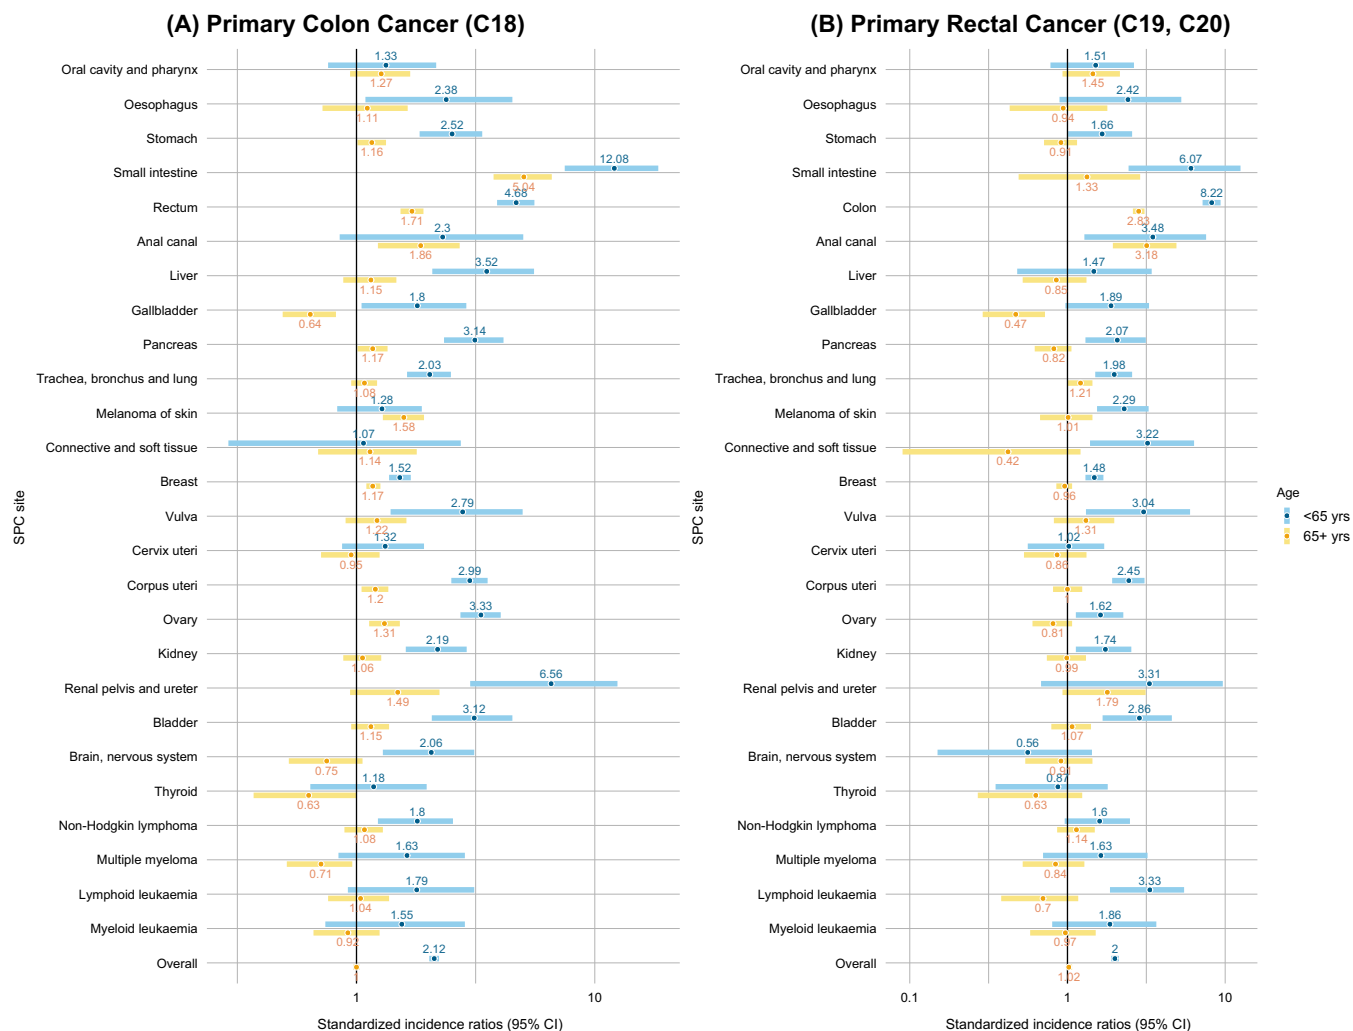 (A) Primary Colon Cancer (C18)
(B) Primary Rectal Cancer (C19, C20)
SPC site
Oral cavity and pharynx
1.33
1.27
Oesophagus
2.38
1.11
Stomach
2.52
1.16
Small intestine
12.08
5.04
Rectum
4.68
1.71
Anal canal
2.3
1.86
Liver
3.52
1.15
Gallbladder
1.8
0.64
Pancreas
3.14
1.17
Trachea, bronchus and lung
2.03
1.08
Melanoma of skin
1.28
1.58
Connective and soft tissue
1.07
1.14
Breast
1.52
1.17
Vulva
2.79
1.22
Cervix uteri
1.32
0.95
Corpus uteri
2.99
1.2
Ovary
3.33
1.31
Kidney
2.19
1.06
Renal pelvis and ureter
6.56
1.49
Bladder
3.12
1.15
Brain, nervous system
2.06
0.75
Thyroid
1.18
0.63
Non-Hodgkin lymphoma
1.8
1.08
Multiple myeloma
1.63
0.71
Lymphoid leukaemia
1.79
1.04
Myeloid leukaemia
1.55
0.92
Overall
2.12
1
1
10
Standardized incidence ratios (95% CI)
SPC site
Oral cavity and pharynx
1.51
1.45
Oesophagus
2.42
0.94
Stomach
1.66
0.91
Small intestine
6.07
1.33
Colon
8.22
2.83
Anal canal
3.48
3.18
Liver
1.47
0.85
Gallbladder
1.89
0.47
Pancreas
2.07
0.82
Trachea, bronchus and lung
1.98
1.21
Melanoma of skin
2.29
1.01
Connective and soft tissue
3.22
0.42
Breast
1.48
0.96
Vulva
3.04
1.31
Cervix uteri
1.02
0.86
Corpus uteri
2.45
1
Ovary
1.62
0.81
Kidney
1.74
0.99
Renal pelvis and ureter
3.31
1.79
Bladder
2.86
1.07
Brain, nervous system
0.56
0.91
Thyroid
0.87
0.63
Non-Hodgkin lymphoma
1.6
1.14
Multiple myeloma
1.63
0.84
Lymphoid leukaemia
3.33
0.7
Myeloid leukaemia
1.86
0.97
Overall
2
1.02
0.1
1
10
Standardized incidence ratios (95% CI)
Age
<65 yrs
65+ yrs